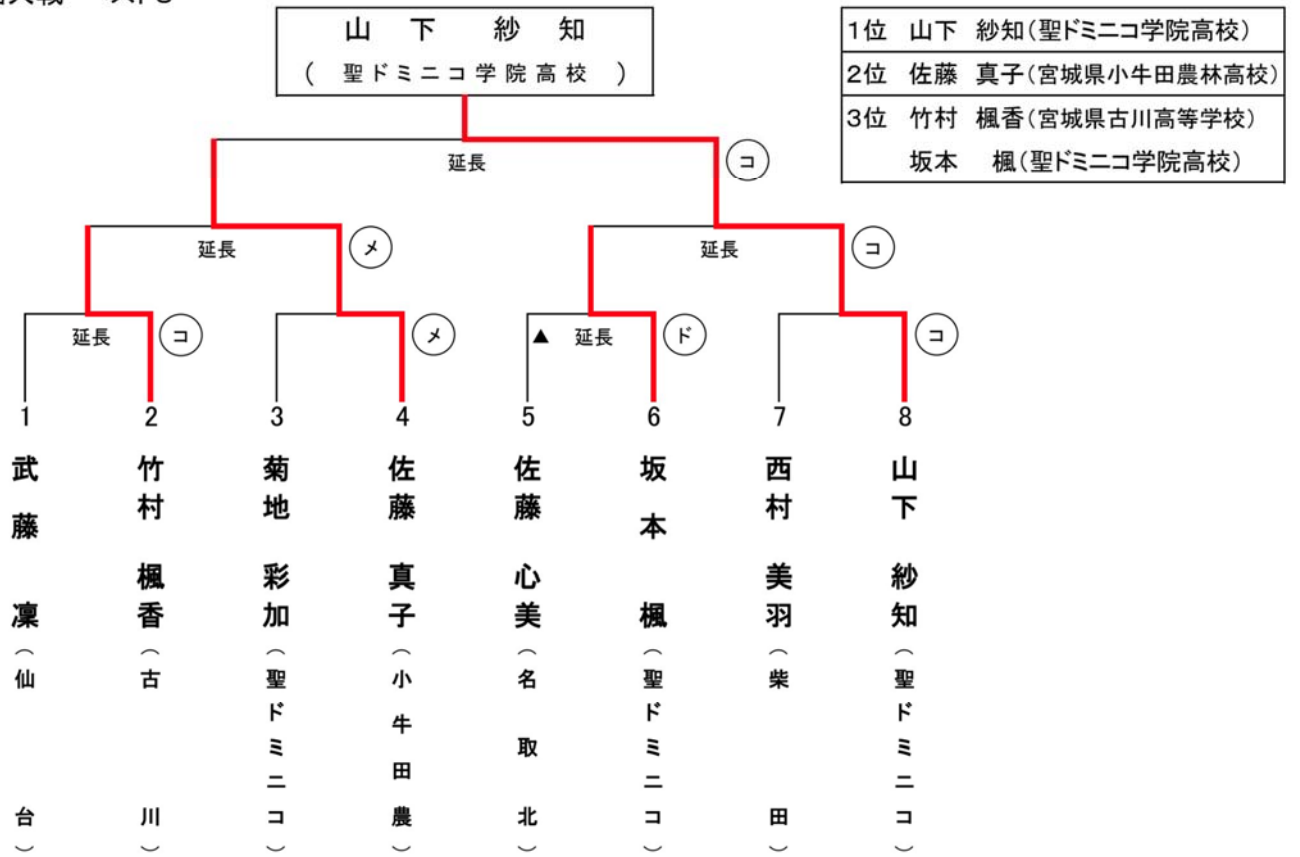 山下 紗知
(聖ドミニコ学院高校)
1位 山下 紗知(聖ドミニコ学院高校)
2位 佐藤 真子(宮城県小牛田農林高校)
3位 竹村 楓香(宮城県古川高等学校)
坂本 楓(聖ドミニコ学院高校)
延長 コ
延長 メ 延長 コ
延長 コ メ ▲ 延長 ド コ
1 2 3 4 5 6 7 8
武藤 凜(仙台)
竹村 楓香(古川)
菊地 彩加(聖ドミニコ)
佐藤 真子(小牛田農)
佐藤 心美(名取北)
坂本 楓(聖ドミニコ)
西村 美羽(柴田)
山下 紗知(聖ドミニコ)